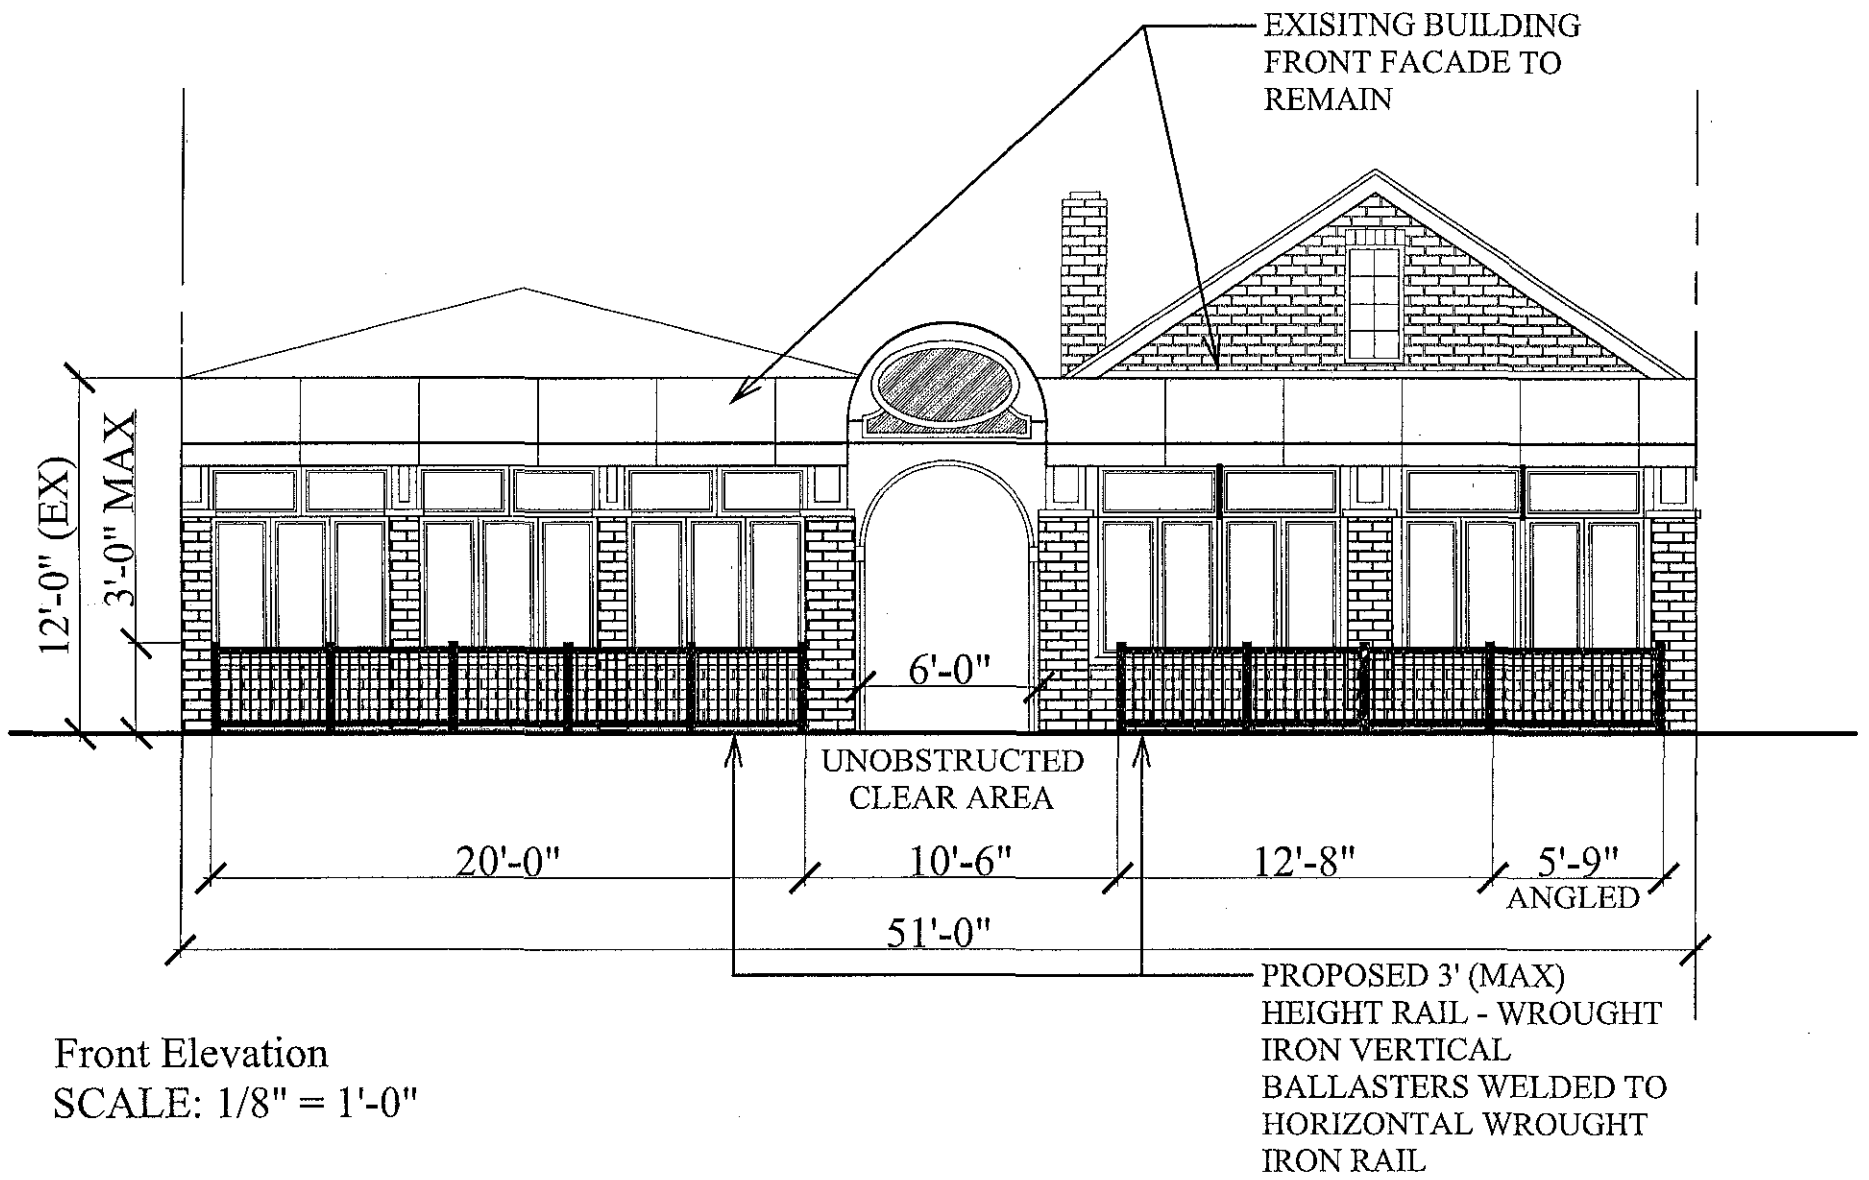 EXISITNG BUILDING
FRONT FACADE TO
REMAIN
12'-0" (EX)
3'-0" MAX
6'-0"
UNOBSTRUCTED
CLEAR AREA
20'-0"
10'-6"
12'-8"
5'-9"
ANGLED
51'-0"
PROPOSED 3' (MAX)
HEIGHT RAIL - WROUGHT
IRON VERTICAL
BALLASTERS WELDED TO
HORIZONTAL WROUGHT
IRON RAIL
Front Elevation
SCALE: 1/8" = 1'-0"